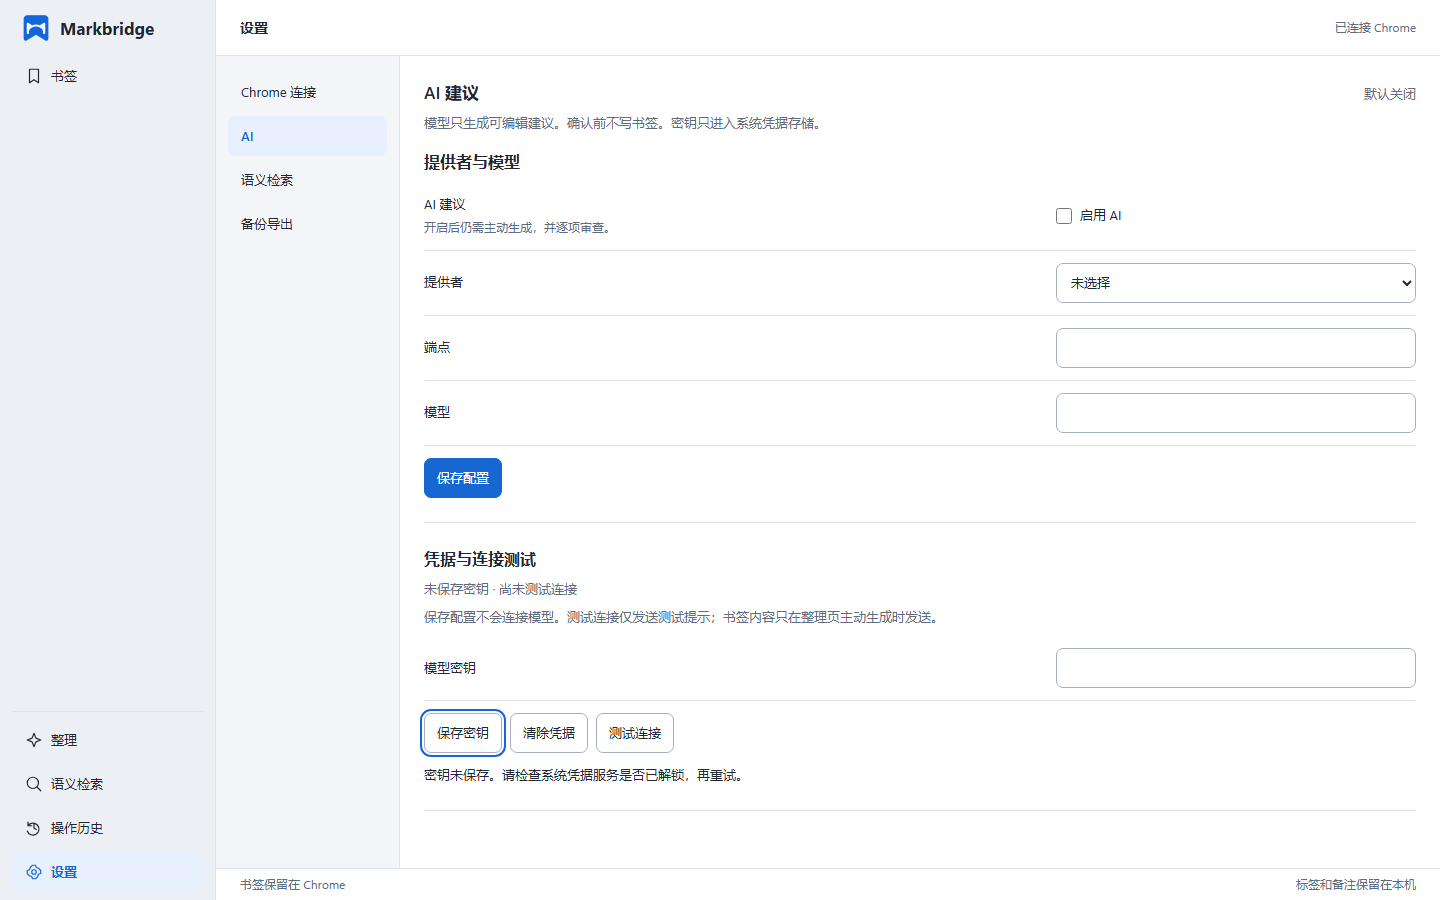 Markbridge
书签
整理
语义检索
操作历史
设置
设置
已连接 Chrome
Chrome 连接
AI
语义检索
备份导出
AI 建议
默认关闭
模型只生成可编辑建议。确认前不写书签。密钥只进入系统凭据存储。
提供者与模型
AI 建议
开启后仍需主动生成，并逐项审查。
启用 AI
提供者
未选择
端点
模型
保存配置
凭据与连接测试
未保存密钥 · 尚未测试连接
保存配置不会连接模型。测试连接仅发送测试提示；书签内容只在整理页主动生成时发送。
模型密钥
保存密钥
清除凭据
测试连接
密钥未保存。请检查系统凭据服务是否已解锁，再重试。
书签保留在 Chrome
标签和备注保留在本机